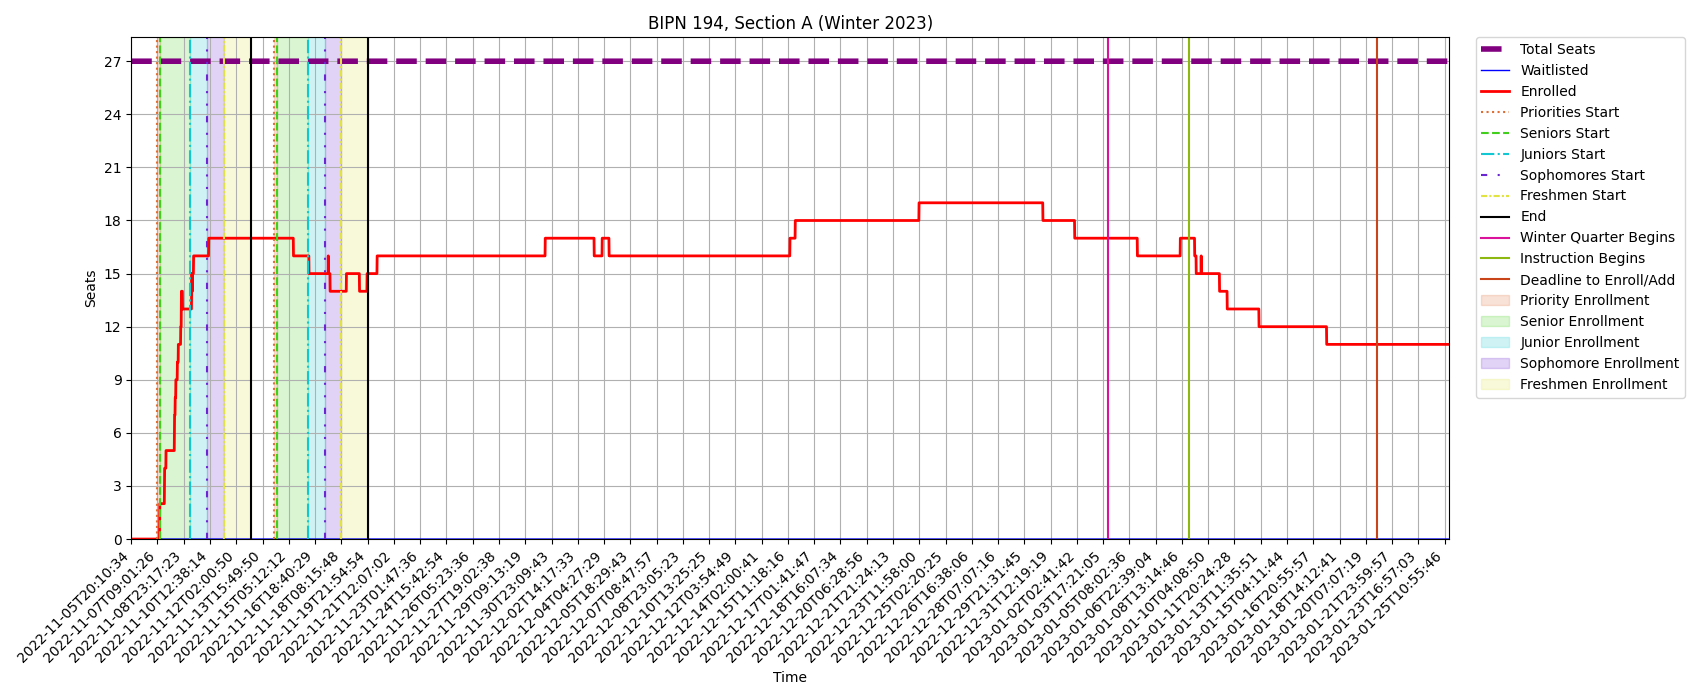 BIPN 194, Section A (Winter 2023)
Seats
27
24
21
18
15
12
9
6
3
0
2022-11-05T20:10:34
2022-11-07T09:01:26
2022-11-08T23:17:23
2022-11-10T12:38:14
2022-11-12T02:00:50
2022-11-13T15:49:50
2022-11-15T05:12:12
2022-11-16T18:40:29
2022-11-18T08:15:48
2022-11-19T21:54:54
2022-11-21T12:07:02
2022-11-23T01:47:36
2022-11-24T15:42:54
2022-11-26T05:23:36
2022-11-27T19:02:38
2022-11-29T09:13:19
2022-11-30T23:09:43
2022-12-02T14:17:33
2022-12-04T04:27:29
2022-12-05T18:29:43
2022-12-07T08:47:57
2022-12-08T23:05:23
2022-12-10T13:25:25
2022-12-12T03:54:49
2022-12-14T02:00:41
2022-12-15T11:18:16
2022-12-17T01:41:47
2022-12-18T16:07:34
2022-12-20T06:28:56
2022-12-21T21:24:13
2022-12-23T11:58:00
2022-12-25T02:20:25
2022-12-26T16:38:06
2022-12-28T07:07:16
2022-12-29T21:31:45
2022-12-31T12:19:19
2023-01-02T02:41:42
2023-01-03T17:21:05
2023-01-05T08:02:36
2023-01-06T22:39:04
2023-01-08T13:14:46
2023-01-10T04:08:50
2023-01-11T20:24:28
2023-01-13T11:35:51
2023-01-15T04:11:44
2023-01-16T20:55:57
2023-01-18T14:12:41
2023-01-20T07:07:19
2023-01-21T23:59:57
2023-01-23T16:57:03
2023-01-25T10:55:46
Time
Total Seats
Waitlisted
Enrolled
Priorities Start
Seniors Start
Juniors Start
Sophomores Start
Freshmen Start
End
Winter Quarter Begins
Instruction Begins
Deadline to Enroll/Add
Priority Enrollment
Senior Enrollment
Junior Enrollment
Sophomore Enrollment
Freshmen Enrollment